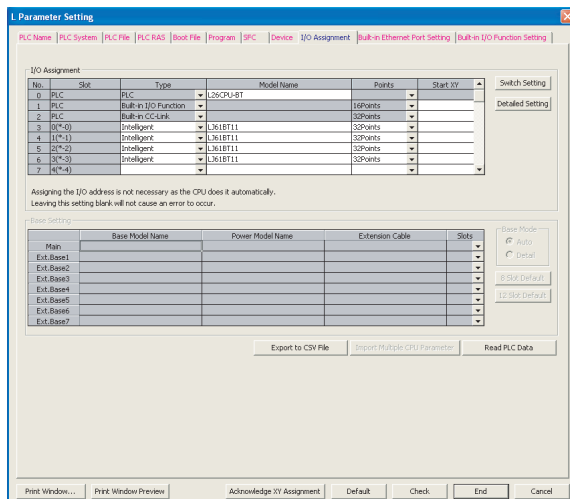 L Parameter Setting
PLC Name PLC System PLC File PLC RAS Boot File Program SFC Device I/O Assignment Built-in Ethernet Port Setting Built-in I/O Function Setting
I/O Assignment
No. Slot Type Model Name Points Start XY Switch Setting
0 PLC PLC L26CPU-BT
Detailed Setting
1 PLC Built-in I/O Function 16Points
2 PLC Built-in CC-Link 32Points
3 0(*-0) Intelligent LJ61BT11 32Points
4 1(*-1) Intelligent LJ61BT11 32Points
5 2(*-2) Intelligent LJ61BT11 32Points
6 3(*-3) Intelligent LJ61BT11 32Points
7 4(*-4)
Assigning the I/O address is not necessary as the CPU does it automatically.
Leaving this setting blank will not cause an error to occur.
Base Setting
Base Model Name Power Model Name Extension Cable Slots
Base Mode
Main
Auto
Ext.Base1
Detail
Ext.Base2
Ext.Base3
8 Slot Default
Ext.Base4
12 Slot Default
Ext.Base5
Ext.Base6
Ext.Base7
Export to CSV File Import Multiple CPU Parameter Read PLC Data
Print Window... Print Window Preview Acknowledge XY Assignment Default Check End Cancel